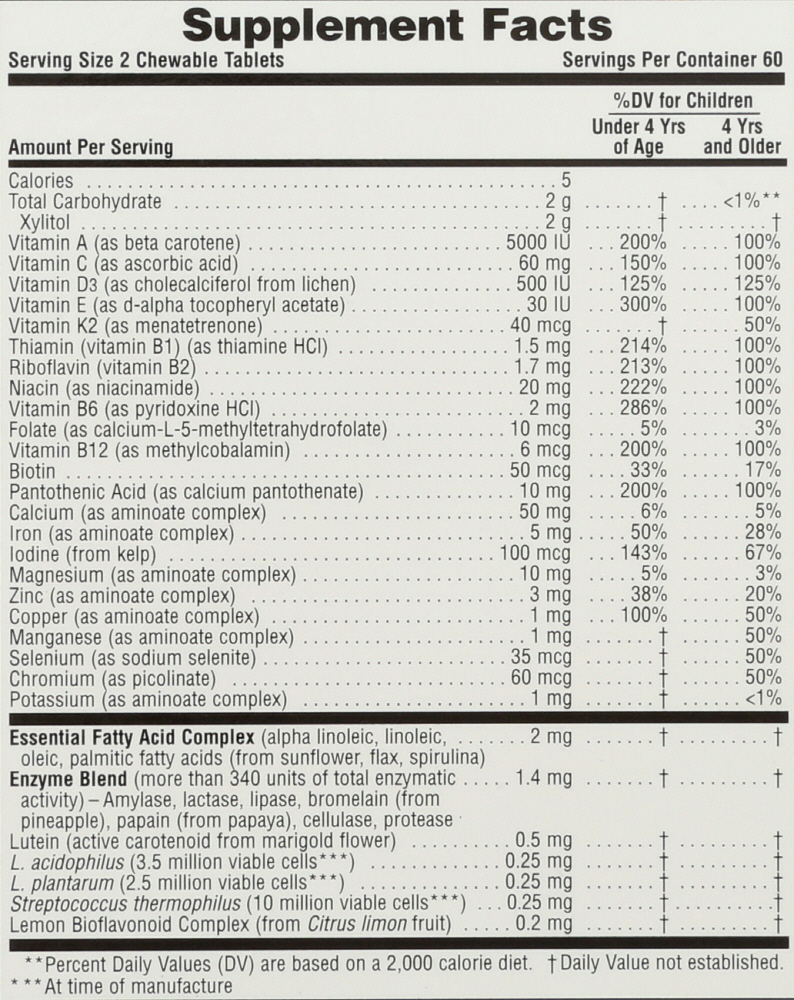 Supplement Facts
Serving Size 2 Chewable Tablets Servings Per Container 60
%DV for Children
Under 4 Yrs 4 Yrs
Amount Per Serving of Age and Older
Calories ... 5
Total Carbohydrate ... 2 g ... † ... <1%**
Xylitol ... 2 g ... † ... †
Vitamin A (as beta carotene) ... 5000 IU ... 200% ... 100%
Vitamin C (as ascorbic acid) ... 60 mg ... 150% ... 100%
Vitamin D3 (as cholecalciferol from lichen) ... 500 IU ... 125% ... 125%
Vitamin E (as d-alpha tocopheryl acetate) ... 30 IU ... 300% ... 100%
Vitamin K2 (as menatetrenone) ... 40 mcg ... † ... 50%
Thiamin (vitamin B1) (as thiamine HCl) ... 1.5 mg ... 214% ... 100%
Riboflavin (vitamin B2) ... 1.7 mg ... 213% ... 100%
Niacin (as niacinamide) ... 20 mg ... 222% ... 100%
Vitamin B6 (as pyridoxine HCl) ... 2 mg ... 286% ... 100%
Folate (as calcium-L-5-methyltetrahydrofolate) ... 10 mcg ... 5% ... 3%
Vitamin B12 (as methylcobalamin) ... 6 mcg ... 200% ... 100%
Biotin ... 50 mcg ... 33% ... 17%
Pantothenic Acid (as calcium pantothenate) ... 10 mg ... 200% ... 100%
Calcium (as aminoate complex) ... 50 mg ... 6% ... 5%
Iron (as aminoate complex) ... 5 mg ... 50% ... 28%
Iodine (from kelp) ... 100 mcg ... 143% ... 67%
Magnesium (as aminoate complex) ... 10 mg ... 5% ... 3%
Zinc (as aminoate complex) ... 3 mg ... 38% ... 20%
Copper (as aminoate complex) ... 1 mg ... 100% ... 50%
Manganese (as aminoate complex) ... 1 mg ... † ... 50%
Selenium (as sodium selenite) ... 35 mcg ... † ... 50%
Chromium (as picolinate) ... 60 mcg ... † ... 50%
Potassium (as aminoate complex) ... 1 mg ... † ... <1%
Essential Fatty Acid Complex (alpha linoleic, linoleic, ... 2 mg ... † ... †
oleic, palmitic fatty acids (from sunflower, flax, spirulina)
Enzyme Blend (more than 340 units of total enzymatic ... 1.4 mg ... † ... †
activity) – Amylase, lactase, lipase, bromelain (from
pineapple), papain (from papaya), cellulase, protease
Lutein (active carotenoid from marigold flower) ... 0.5 mg ... † ... †
L. acidophilus (3.5 million viable cells***) ... 0.25 mg ... † ... †
L. plantarum (2.5 million viable cells***) ... 0.25 mg ... † ... †
Streptococcus thermophilus (10 million viable cells***) ... 0.25 mg ... † ... †
Lemon Bioflavonoid Complex (from Citrus limon fruit) ... 0.2 mg ... † ... †
**Percent Daily Values (DV) are based on a 2,000 calorie diet. †Daily Value not established.
***At time of manufacture